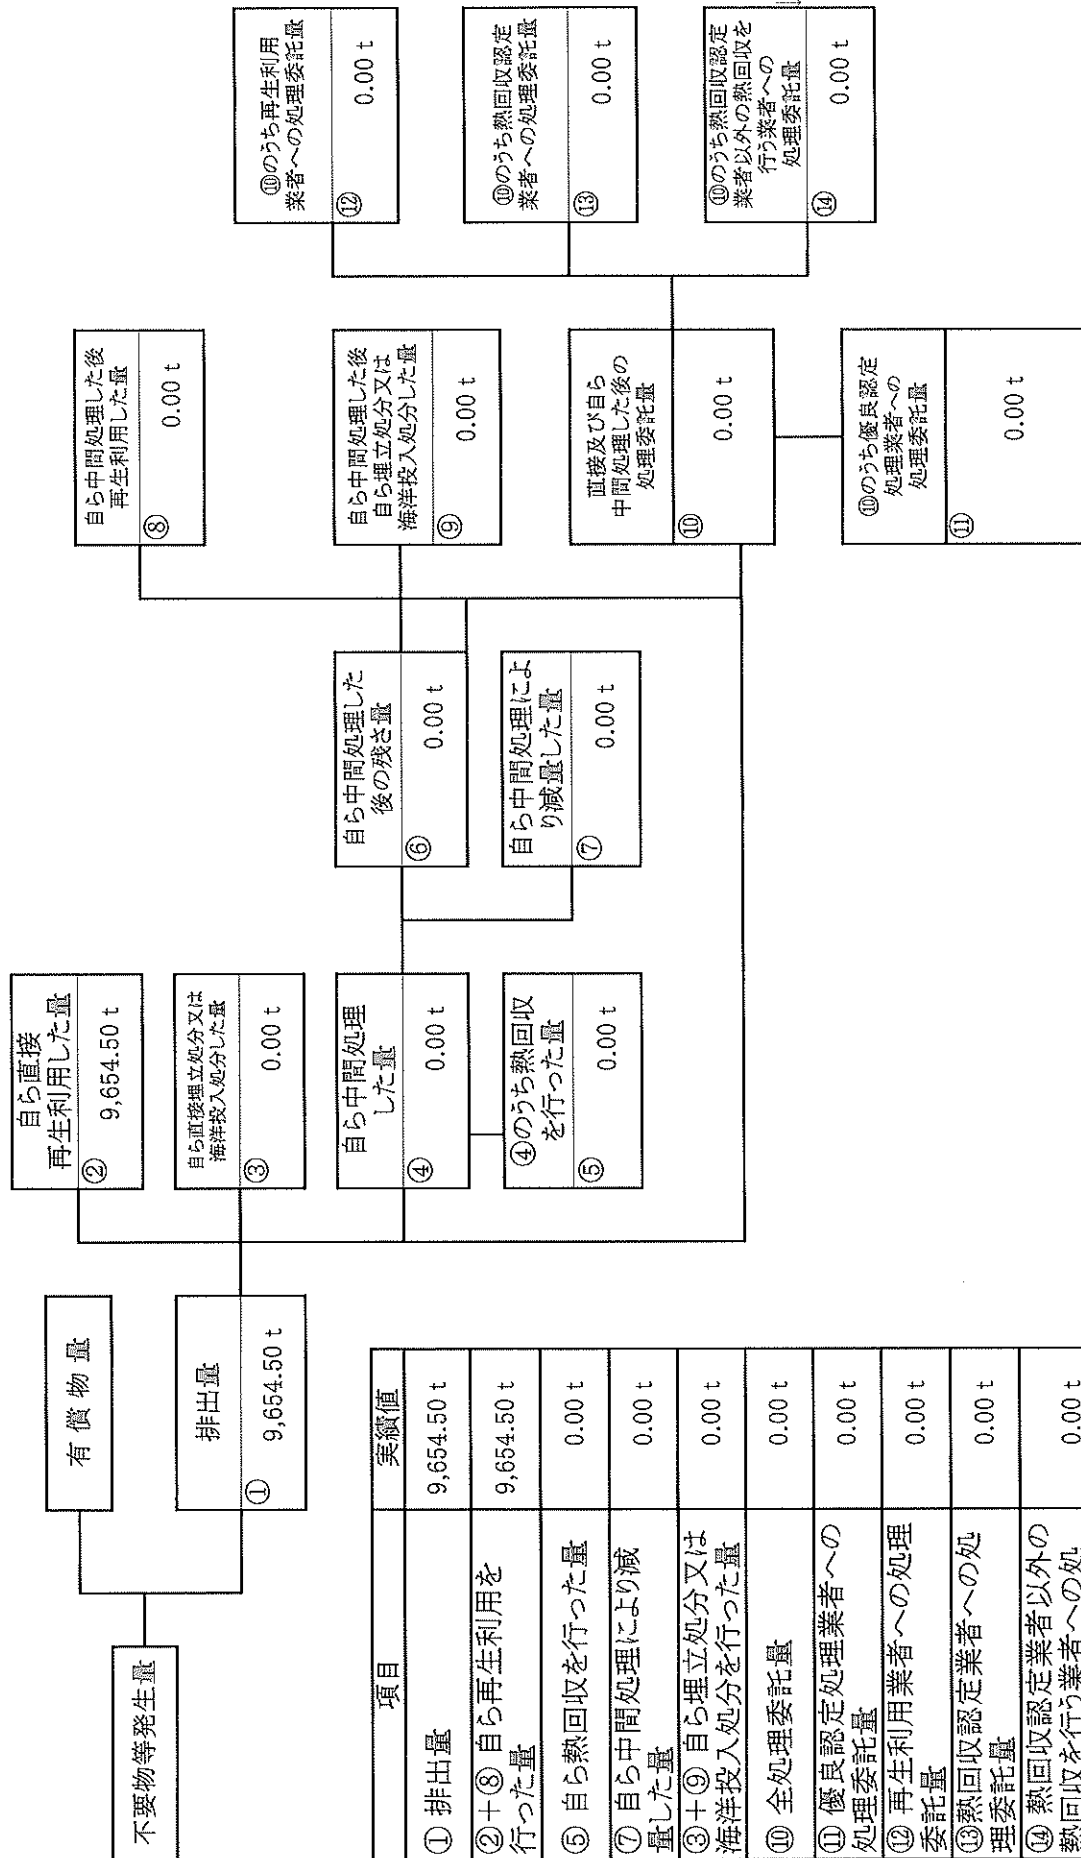 不要物等発生量
有償物量
排出量
① 9,654.50 t
自ら直接
再生利用した量
② 9,654.50 t
自ら直接埋立処分又は
海洋投入処分した量
③ 0.00 t
自ら中間処理
した量
④ 0.00 t
④のうち熱回収
を行った量
⑤ 0.00 t
自ら中間処理した
後の残さ量
⑥ 0.00 t
自ら中間処理によ
り減量した量
⑦ 0.00 t
自ら中間処理した後
再生利用した量
⑧ 0.00 t
自ら中間処理した後
自ら埋立処分又は
海洋投入処分した量
⑨ 0.00 t
直接及び自ら
中間処理した後の
処理委託量
⑩ 0.00 t
⑩のうち優良認定
処理業者への
処理委託量
⑪ 0.00 t
⑩のうち再生利用
業者への処理委託量
⑫ 0.00 t
⑩のうち熱回収認定
業者への処理委託量
⑬ 0.00 t
⑩のうち熱回収認定
業者以外の熱回収を
行う業者への
処理委託量
⑭ 0.00 t
項目 実績値
① 排出量 9,654.50 t
②+⑧ 自ら再生利用を
行った量 9,654.50 t
⑤ 自ら熱回収を行った量 0.00 t
⑦ 自ら中間処理により減
量した量 0.00 t
③+⑨ 自ら埋立処分又は
海洋投入処分を行った量 0.00 t
⑩ 全処理委託量 0.00 t
⑪ 優良認定処理業者への
処理委託量 0.00 t
⑫ 再生利用業者への処理
委託量 0.00 t
⑬熱回収認定業者への処
理委託量 0.00 t
⑭ 熱回収認定業者以外の
熱回収を行う業者への処 0.00 t